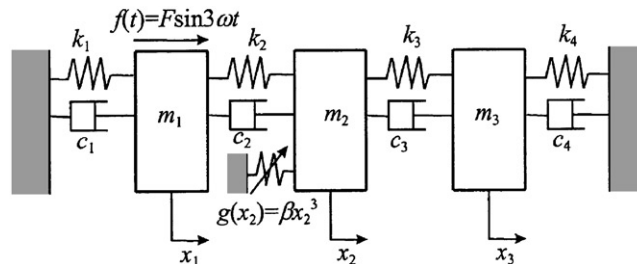 f(t)=Fsin3ωt
k₁ k₂ k₃ k₄
m₁ m₂ m₃
c₁ c₂ c₃ c₄
g(x₂)=βx₂³
x₁ x₂ x₃